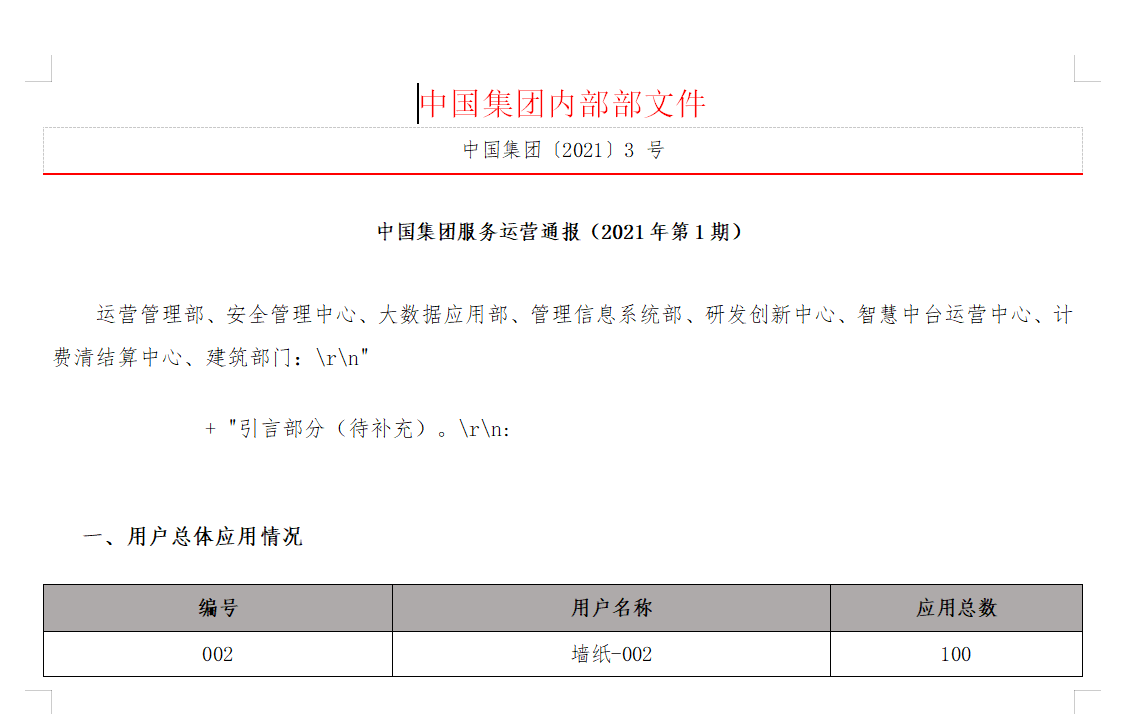 中国集团内部部文件
中国集团〔2021〕3 号
中国集团服务运营通报（2021年第1期）
运营管理部、安全管理中心、大数据应用部、管理信息系统部、研发创新中心、智慧中台运营中心、计
费清结算中心、建筑部门：\r\n"
+ "引言部分（待补充）。\r\n:
一、用户总体应用情况
编号 用户名称 应用总数
002 墙纸-002 100